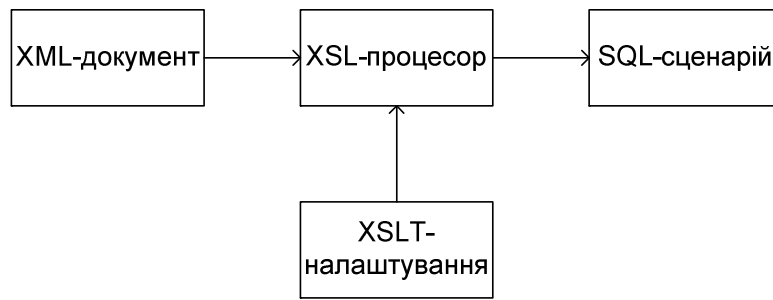 XML-документ
XSL-процесор
SQL-сценарій
XSLT-
налаштування